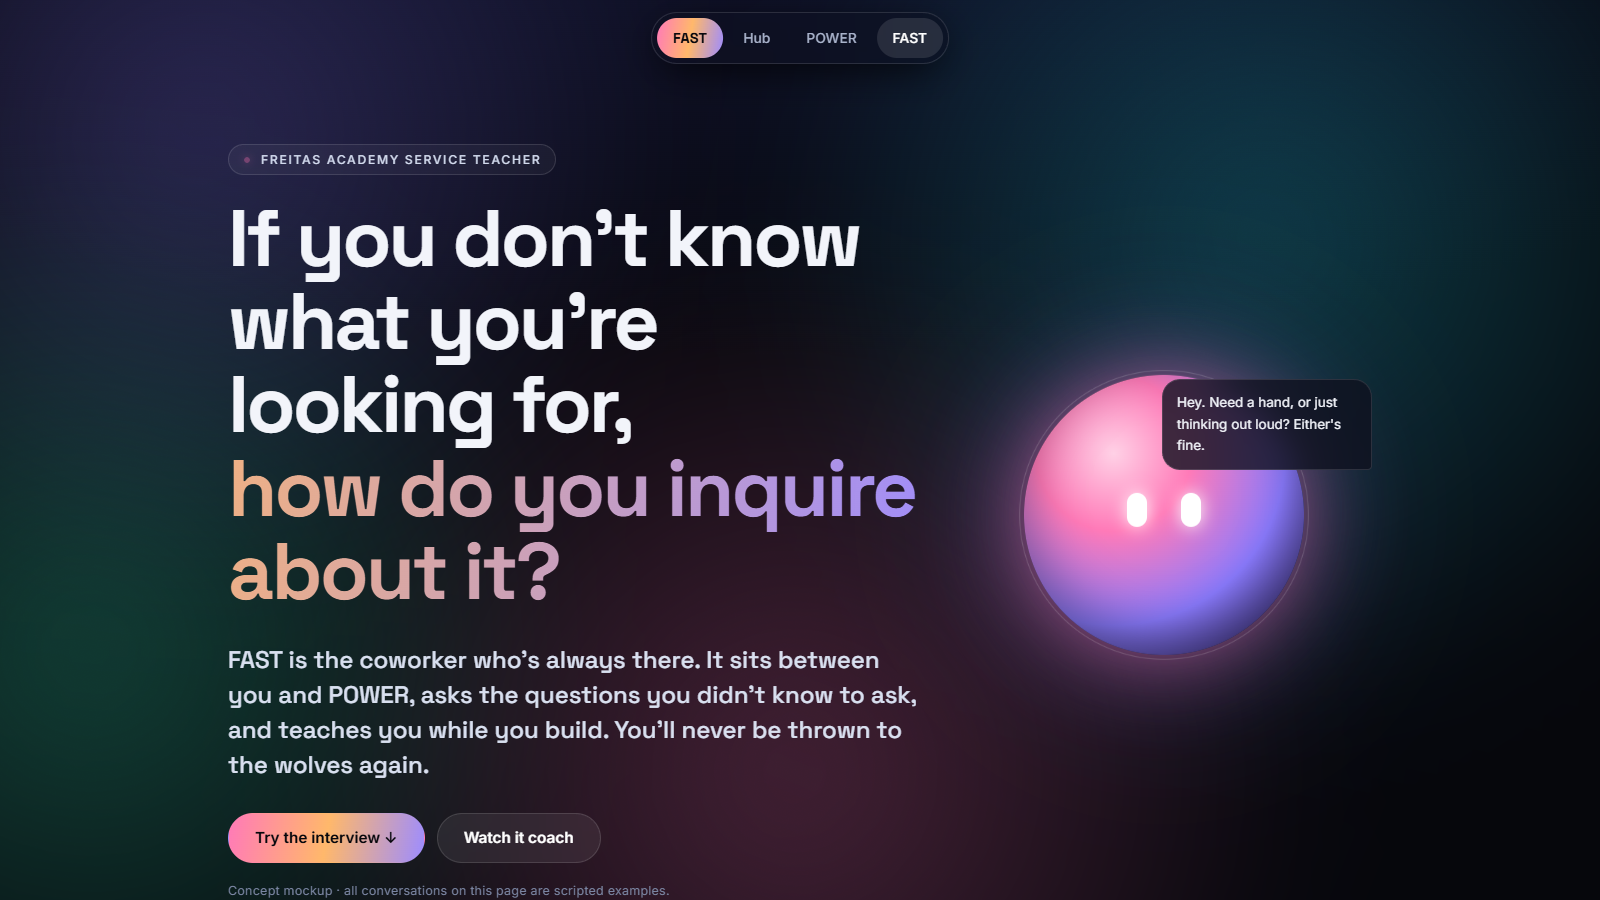 FAST Hub POWER FAST
FREITAS ACADEMY SERVICE TEACHER
If you don’t know
what you’re
looking for,
how do you inquire
about it?
Hey. Need a hand, or just
thinking out loud? Either's
fine.
FAST is the coworker who’s always there. It sits between
you and POWER, asks the questions you didn’t know to ask,
and teaches you while you build. You’ll never be thrown to
the wolves again.
Try the interview ↓ Watch it coach
Concept mockup · all conversations on this page are scripted examples.